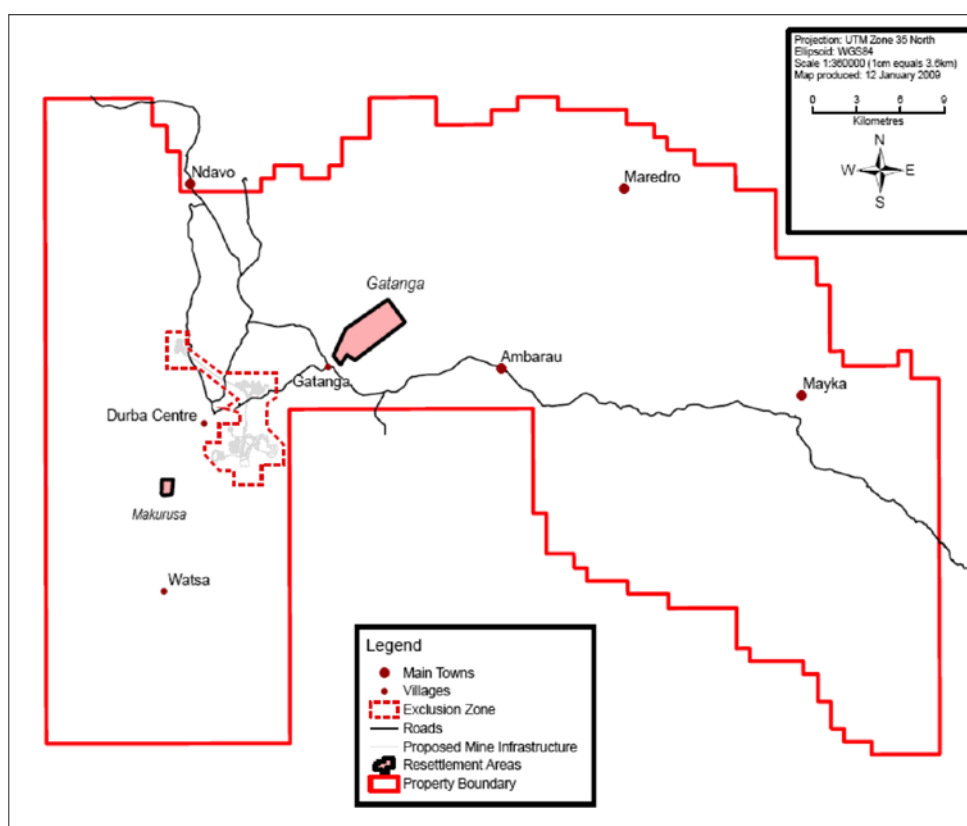 Projection: UTM Zone 35 North
Ellipsoid: WGS84
Scale 1:360000 (1cm equals 3.6km)
Map produced: 12 January 2009
0 3 6 9
Kilometres
N
W E
S
Ndavo
Maredro
Gatanga
Gatanga
Ambarau
Mayka
Durba Centre
Makurusa
Watsa
Legend
Main Towns
Villages
Exclusion Zone
Roads
Proposed Mine Infrastructure
Resettlement Areas
Property Boundary